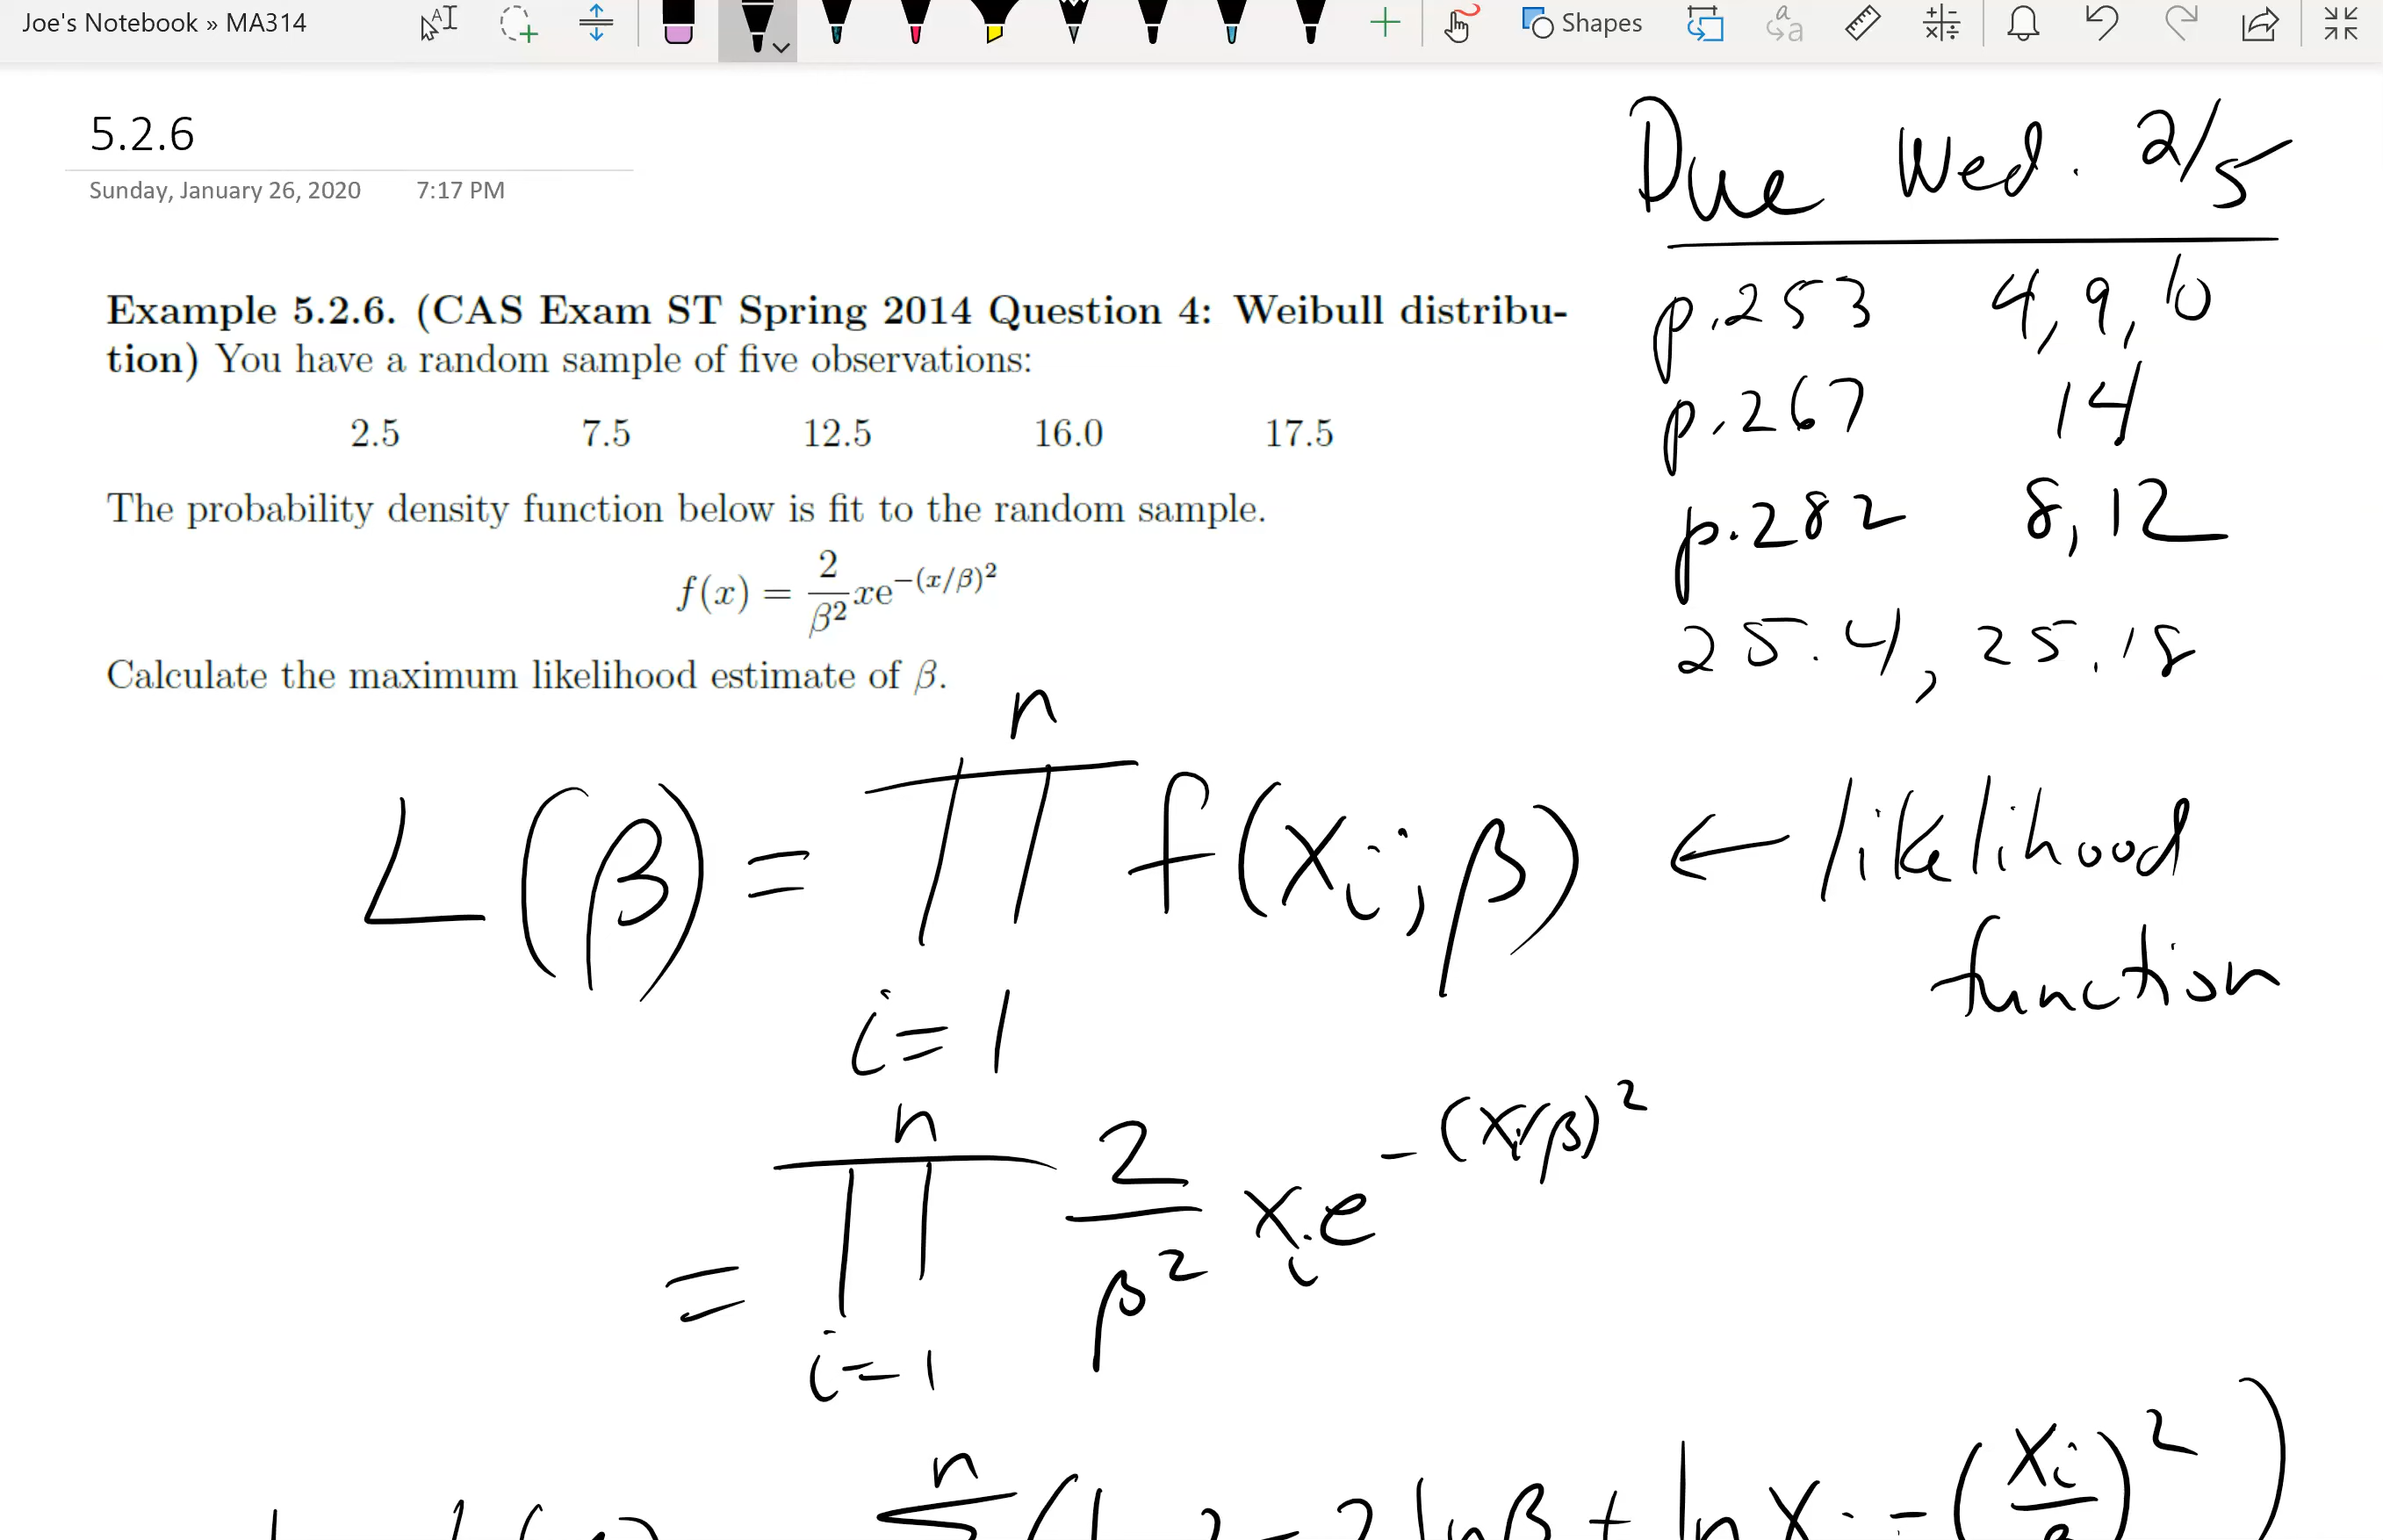 Joe's Notebook » MA314
Shapes
5.2.6
Sunday, January 26, 2020 7:17 PM
Due Wed. 2/5
p.253 4, 9, 10
p.267 14
p.282 8, 12
25.4, 25.18
Example 5.2.6. (CAS Exam ST Spring 2014 Question 4: Weibull distribu-
tion) You have a random sample of five observations:
2.5 7.5 12.5 16.0 17.5
The probability density function below is fit to the random sample.
f(x) = 2/β² xe^−(x/β)²
Calculate the maximum likelihood estimate of β.
L(β) = ∏_{i=1}^{n} f(x_i; β) ← likelihood
function
= ∏_{i=1}^{n} 2/β² x_i e^−(x_i/β)²